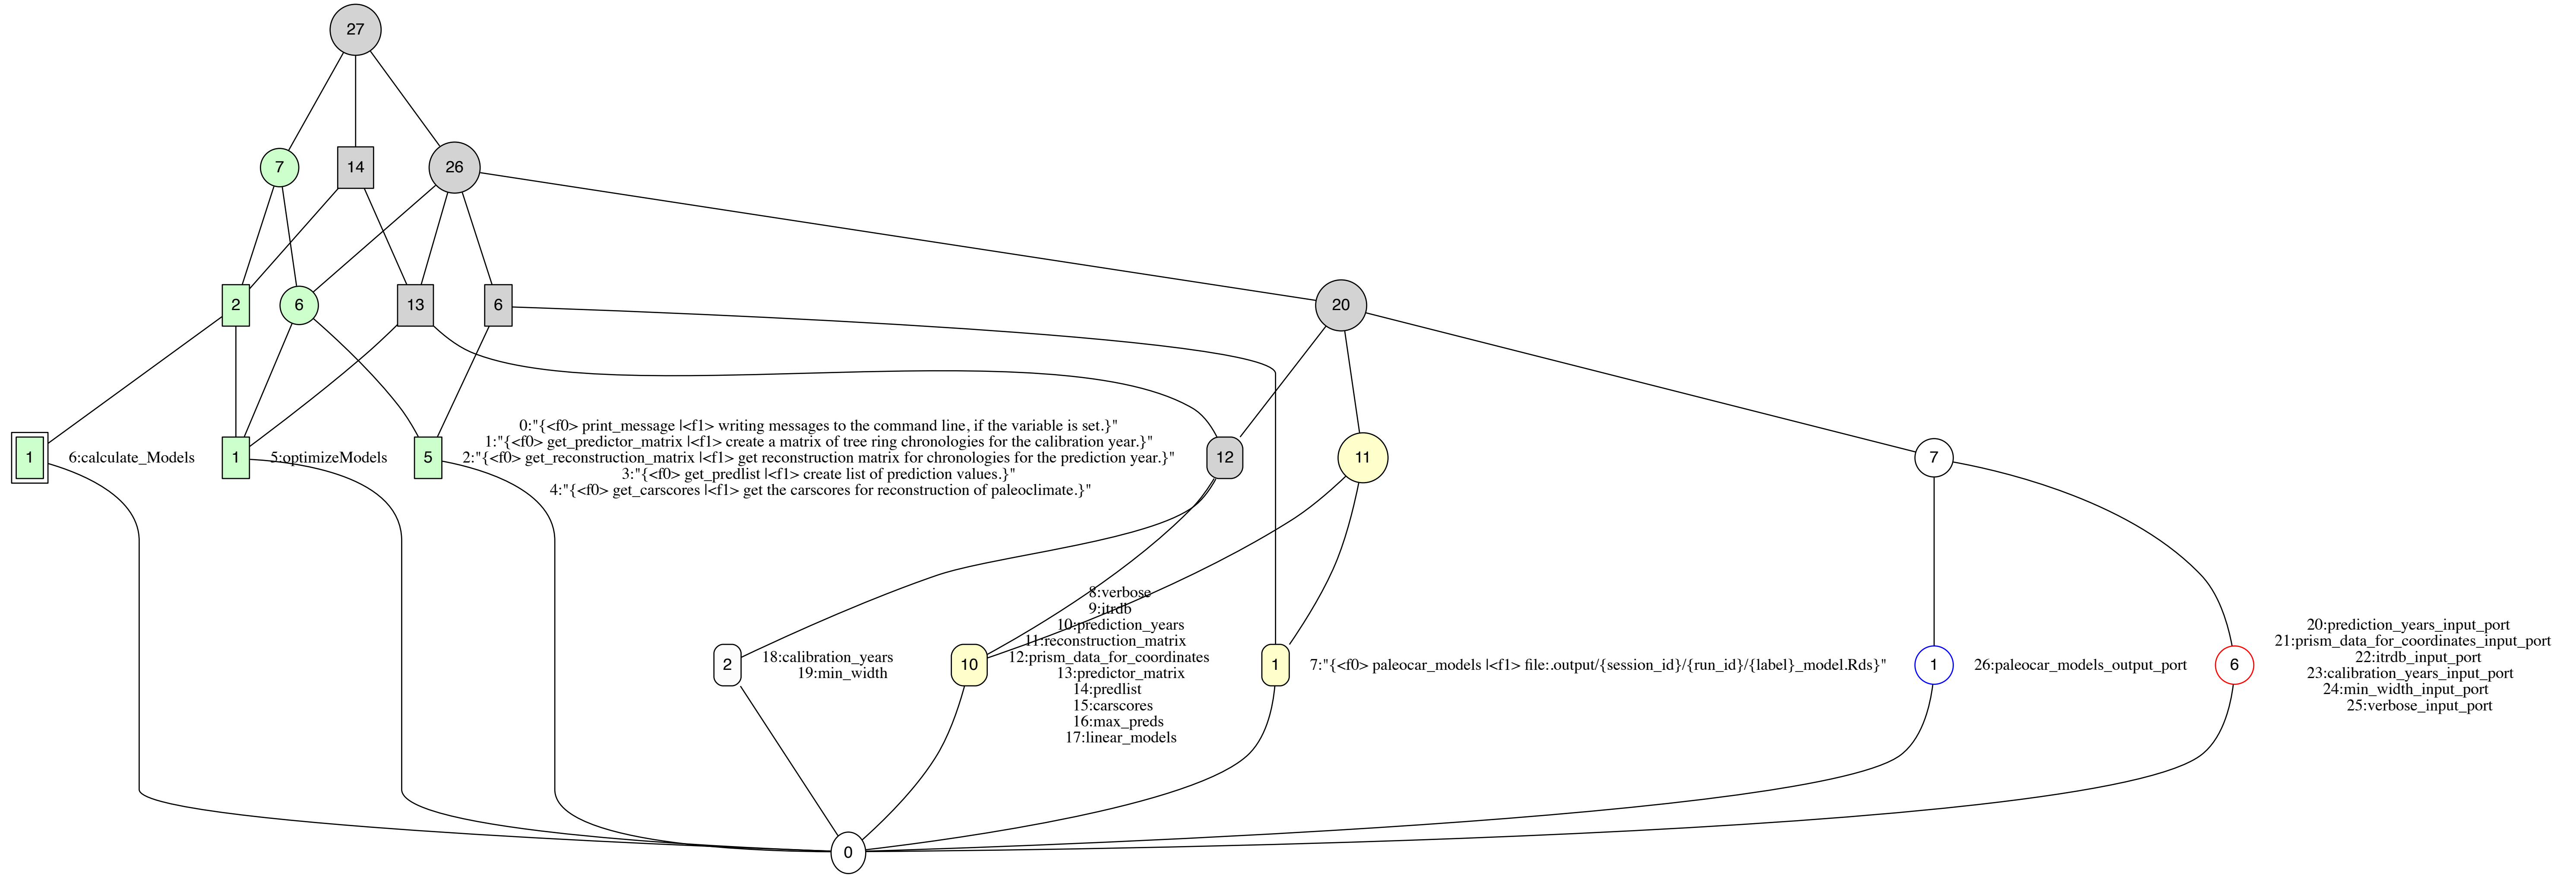 27
7
14
26
2
6
13
6
20
0:"{<f0> print_message |<f1> writing messages to the command line, if the variable is set.}"
1:"{<f0> get_predictor_matrix |<f1> create a matrix of tree ring chronologies for the calibration year.}"
1
6:calculate_Models
1
5:optimizeModels
5
2:"{<f0> get_reconstruction_matrix |<f1> get reconstruction matrix for chronologies for the prediction year.}"
12
11
7
3:"{<f0> get_predlist |<f1> create list of prediction values.}"
4:"{<f0> get_carscores |<f1> get the carscores for reconstruction of paleoclimate.}"
2
18:calibration_years
19:min_width
10
8:verbose
9:itrdb
10:prediction_years
11:reconstruction_matrix
12:prism_data_for_coordinates
13:predictor_matrix
14:predlist
15:carscores
16:max_preds
17:linear_models
1
7:"{<f0> paleocar_models |<f1> file:.output/{session_id}/{run_id}/{label}_model.Rds}"
1
26:paleocar_models_output_port
6
20:prediction_years_input_port
21:prism_data_for_coordinates_input_port
22:itrdb_input_port
23:calibration_years_input_port
24:min_width_input_port
25:verbose_input_port
0